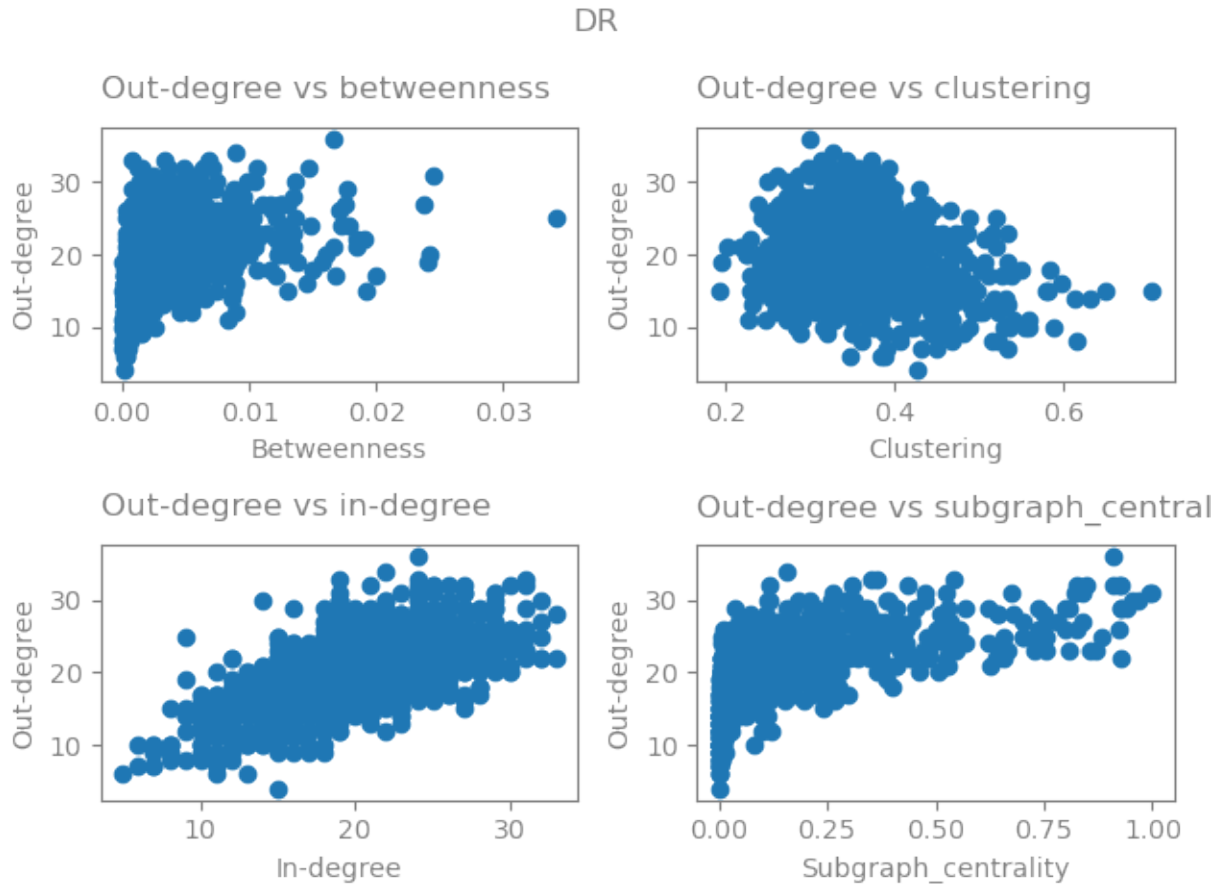 DR
Out-degree vs betweenness
Out-degree
30
20
10
0.00 0.01 0.02 0.03
Betweenness
Out-degree vs clustering
Out-degree
30
20
10
0.2 0.4 0.6
Clustering
Out-degree vs in-degree
Out-degree
30
20
10
10 20 30
In-degree
Out-degree vs subgraph_central
Out-degree
30
20
10
0.00 0.25 0.50 0.75 1.00
Subgraph_centrality